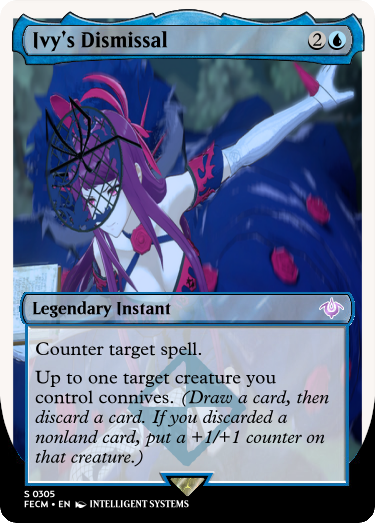 Ivy's Dismissal 2
Legendary Instant
Counter target spell.
Up to one target creature you
control connives. (Draw a card, then
discard a card. If you discarded a
nonland card, put a +1/+1 counter on
that creature.)
S 0305
FECM • EN INTELLIGENT SYSTEMS